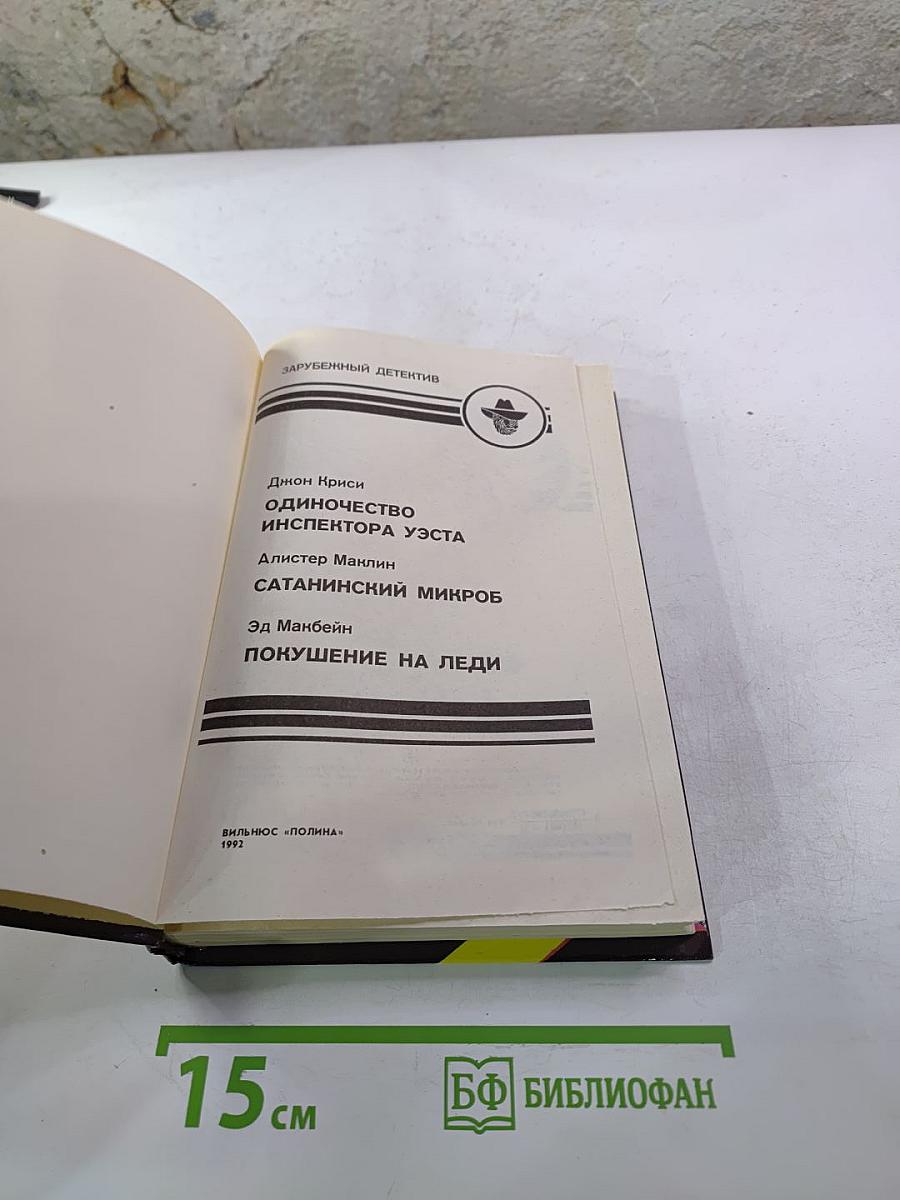 ЗАРУБЕЖНЫЙ ДЕТЕКТИВ
Джон Криси
ОДИНОЧЕСТВО
ИНСПЕКТОРА УЭСТА
Алистер Маклин
САТАНИНСКИЙ МИКРОБ
Эд Макбейн
ПОКУШЕНИЕ НА ЛЕДИ
ВИЛЬНЮС «ПОЛИНА»
1992
15 см
БФ БИБЛИОФАН